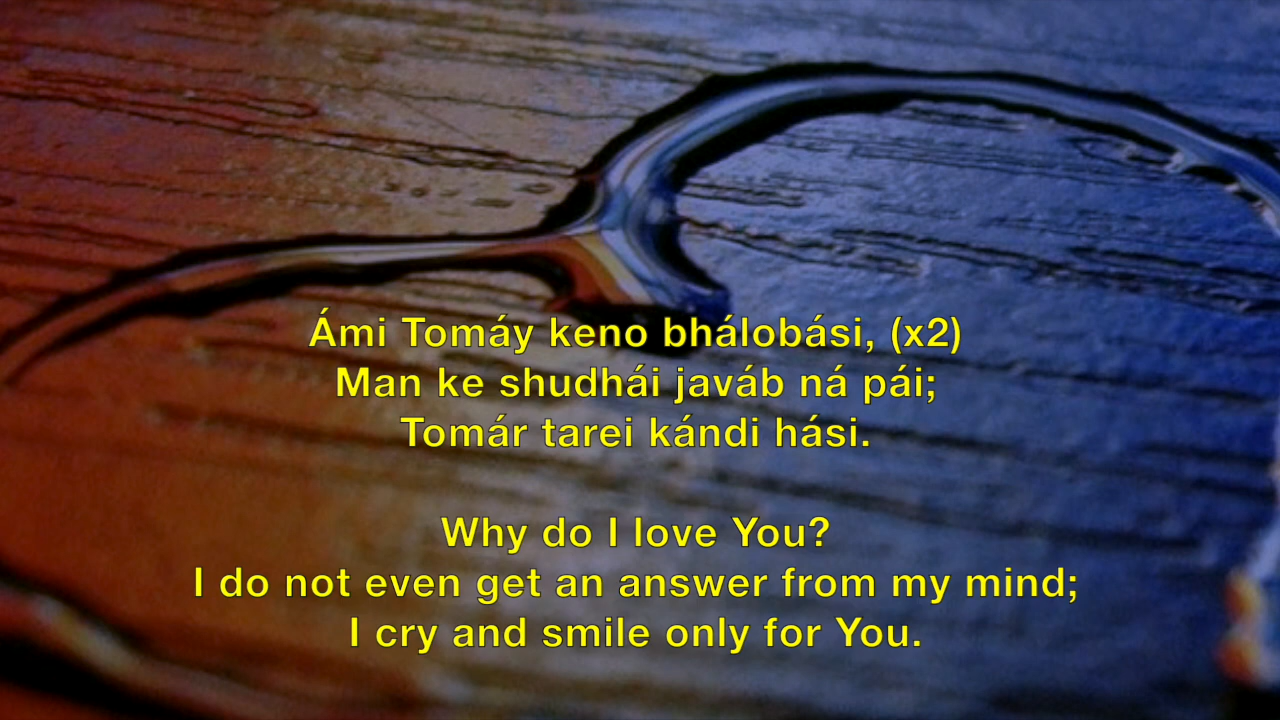 Ámi Tomáy keno bhálobási, (x2)
Man ke shudhái javáb ná pái;
Tomár tarei kándi hási.
Why do I love You?
I do not even get an answer from my mind;
I cry and smile only for You.